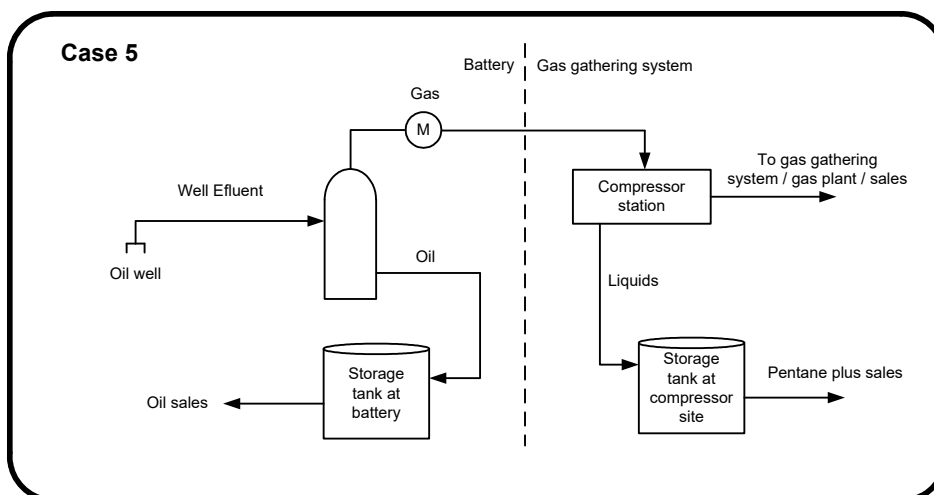 Case 5
Battery
Gas gathering system
Gas
M
Well Efluent
Oil well
Oil
Compressor
station
To gas gathering
system / gas plant / sales
Liquids
Storage
tank at
battery
Oil sales
Storage
tank at
compressor
site
Pentane plus sales